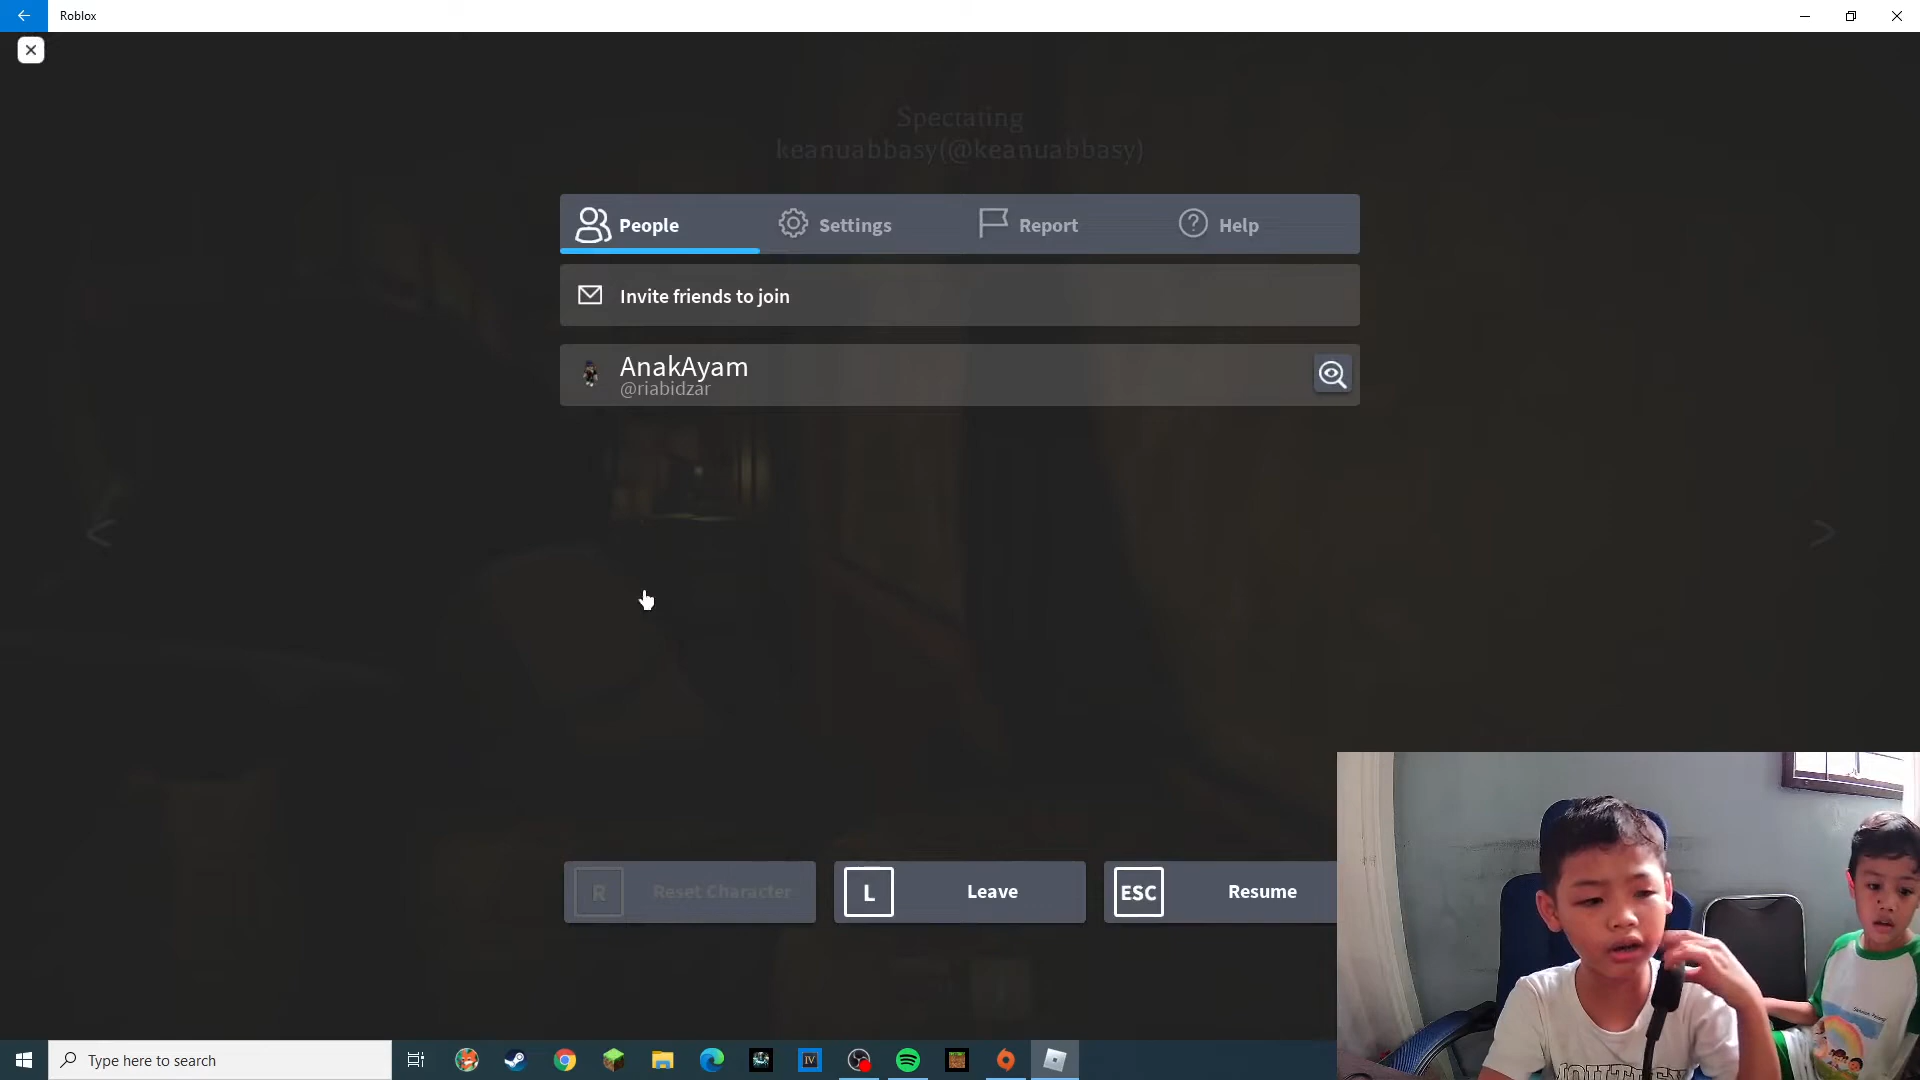 Roblox
Spectating
keanuabbasy(@keanuabbasy)
People
Settings
Report
Help
Invite friends to join
AnakAyam
@riabidzar
<
>
R
Reset Character
L
Leave
ESC
Resume
Type here to search
IV